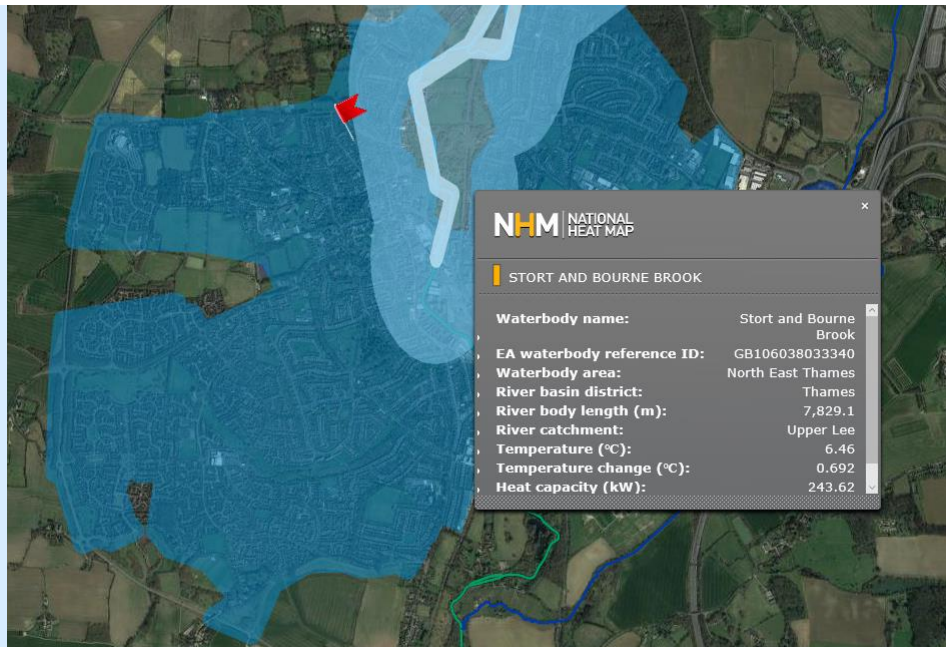 ×
NHM NATIONAL
HEAT MAP
STORT AND BOURNE BROOK
Waterbody name: Stort and Bourne
Brook
EA waterbody reference ID: GB106038033340
Waterbody area: North East Thames
River basin district: Thames
River body length (m): 7,829.1
River catchment: Upper Lee
Temperature (°C): 6.46
Temperature change (°C): 0.692
Heat capacity (kW): 243.62